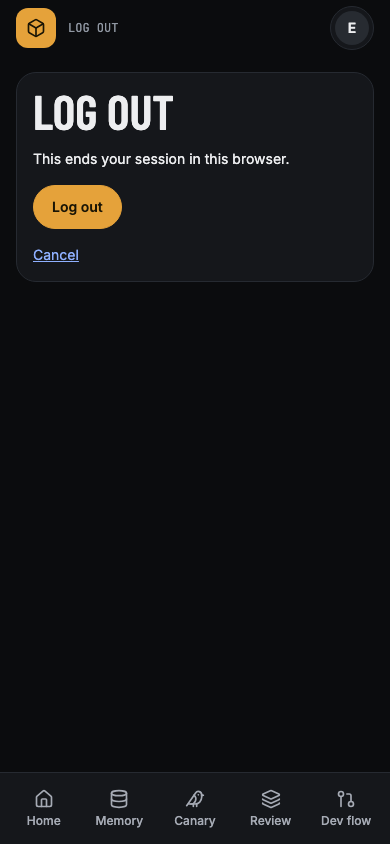 LOG OUT
E
LOG OUT
This ends your session in this browser.
Log out
Cancel
Home
Memory
Canary
Review
Dev flow